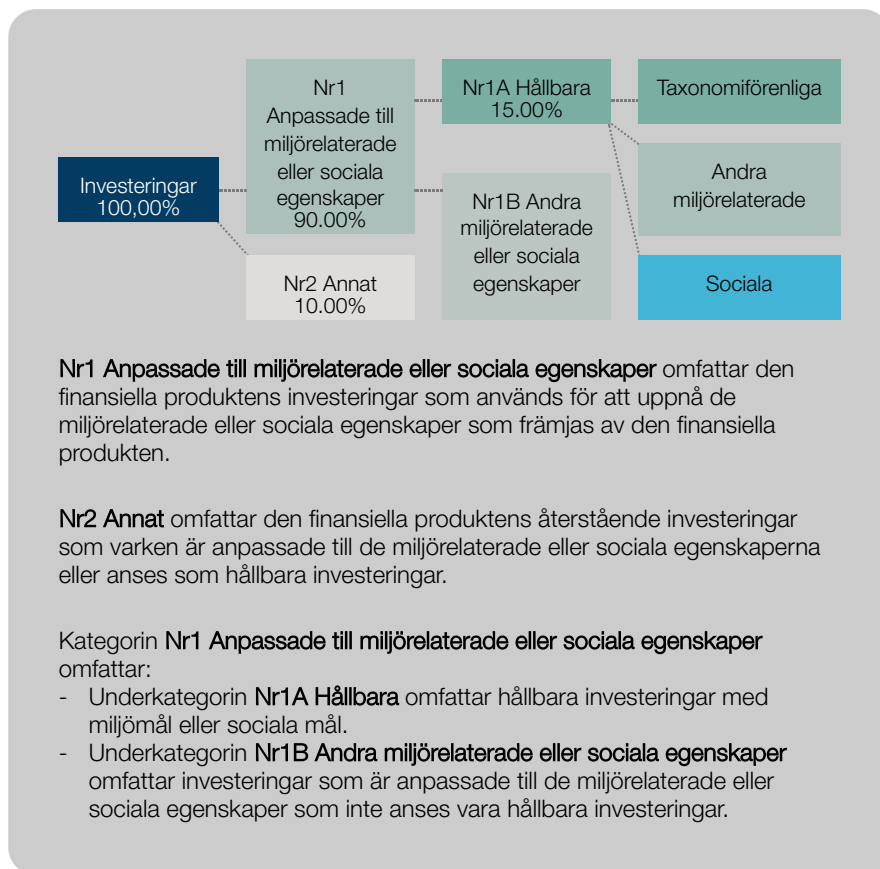 Investeringar
100,00%
Nr1
Anpassade till
miljörelaterade
eller sociala
egenskaper
90.00%
Nr2 Annat
10.00%
Nr1A Hållbara
15.00%
Nr1B Andra
miljörelaterade
eller sociala
egenskaper
Taxonomiförenliga
Andra
miljörelaterade
Sociala
Nr1 Anpassade till miljörelaterade eller sociala egenskaper omfattar den
finansiella produktens investeringar som används för att uppnå de
miljörelaterade eller sociala egenskaper som främjas av den finansiella
produkten.
Nr2 Annat omfattar den finansiella produktens återstående investeringar
som varken är anpassade till de miljörelaterade eller sociala egenskaperna
eller anses som hållbara investeringar.
Kategorin Nr1 Anpassade till miljörelaterade eller sociala egenskaper
omfattar:
- Underkategorin Nr1A Hållbara omfattar hållbara investeringar med
miljömål eller sociala mål.
- Underkategorin Nr1B Andra miljörelaterade eller sociala egenskaper
omfattar investeringar som är anpassade till de miljörelaterade eller
sociala egenskaper som inte anses vara hållbara investeringar.